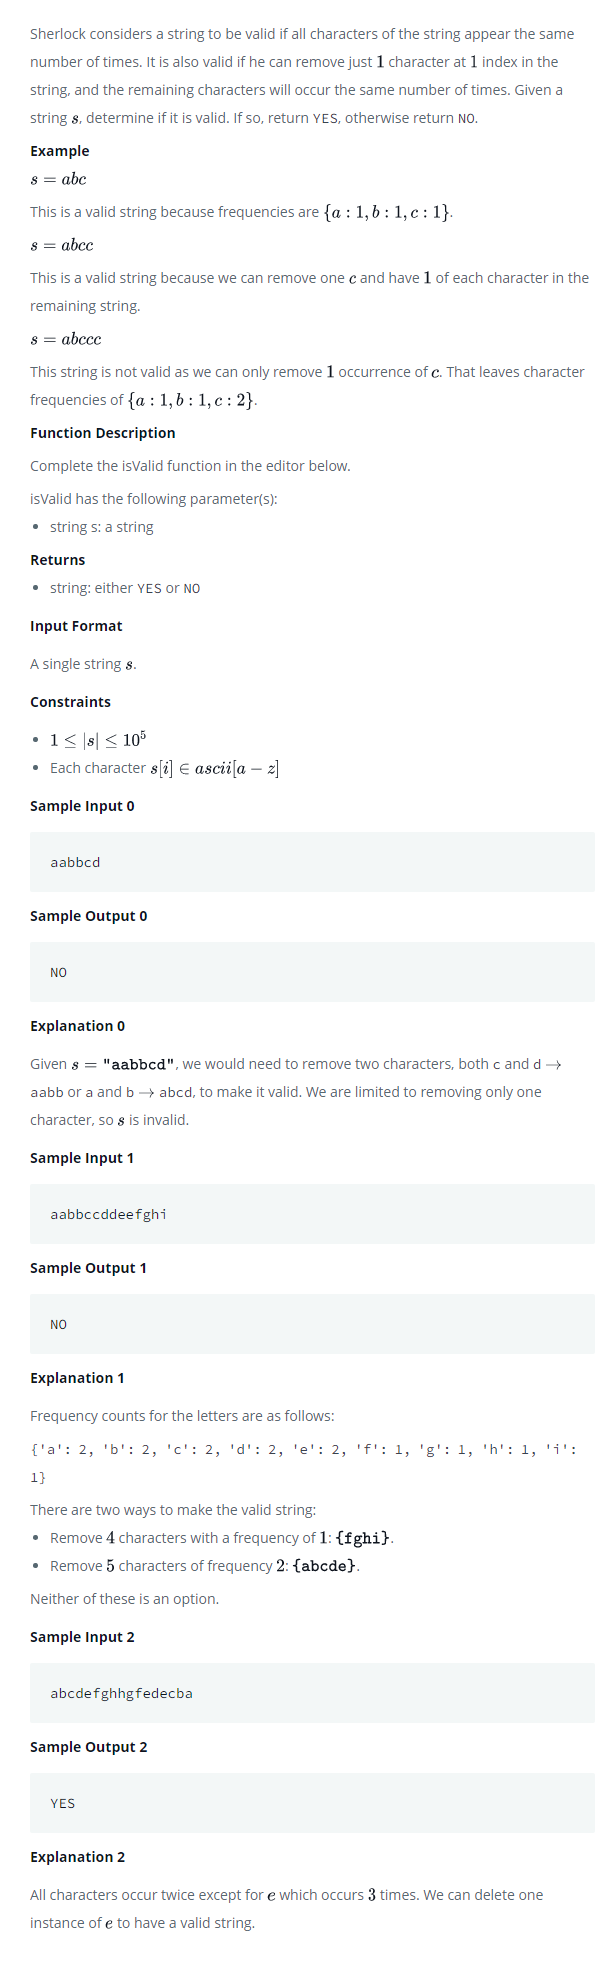 Sherlock considers a string to be valid if all characters of the string appear the same
number of times. It is also valid if he can remove just 1 character at 1 index in the
string, and the remaining characters will occur the same number of times. Given a
string s, determine if it is valid. If so, return YES, otherwise return NO.
Example
s = abc
This is a valid string because frequencies are {a : 1, b : 1, c : 1}.
s = abcc
This is a valid string because we can remove one c and have 1 of each character in the
remaining string.
s = abccc
This string is not valid as we can only remove 1 occurrence of c. That leaves character
frequencies of {a : 1, b : 1, c : 2}.
Function Description
Complete the isValid function in the editor below.
isValid has the following parameter(s):
• string s: a string
Returns
• string: either YES or NO
Input Format
A single string s.
Constraints
• 1 ≤ |s| ≤ 10⁵
• Each character s[i] ∈ ascii[a − z]
Sample Input 0
aabbcd
Sample Output 0
NO
Explanation 0
Given s = "aabbcd", we would need to remove two characters, both c and d →
aabb or a and b → abcd, to make it valid. We are limited to removing only one
character, so s is invalid.
Sample Input 1
aabbccddeefghi
Sample Output 1
NO
Explanation 1
Frequency counts for the letters are as follows:
{'a': 2, 'b': 2, 'c': 2, 'd': 2, 'e': 2, 'f': 1, 'g': 1, 'h': 1, 'i':
1}
There are two ways to make the valid string:
• Remove 4 characters with a frequency of 1: {fghi}.
• Remove 5 characters of frequency 2: {abcde}.
Neither of these is an option.
Sample Input 2
abcdefghhgfedecba
Sample Output 2
YES
Explanation 2
All characters occur twice except for e which occurs 3 times. We can delete one
instance of e to have a valid string.